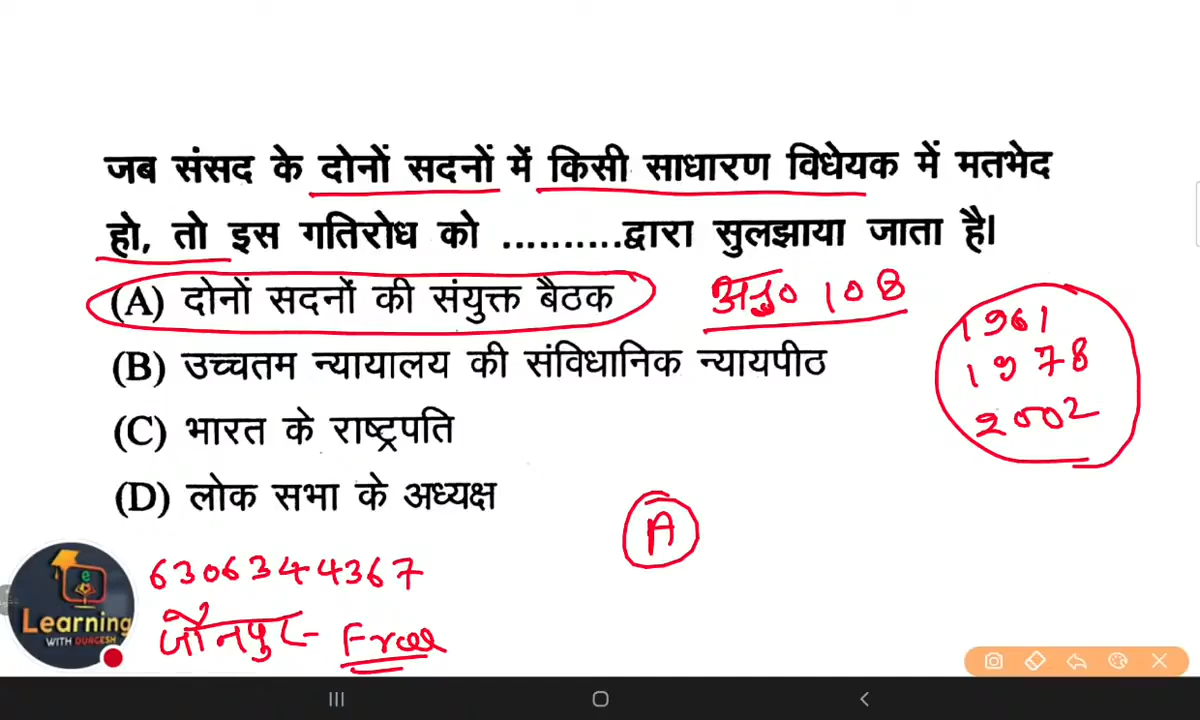 जब संसद के दोनों सदनों में किसी साधारण विधेयक में मतभेद
हो, तो इस गतिरोध को ..........द्वारा सुलझाया जाता है।
(A) दोनों सदनों की संयुक्त बैठक अनु० 108
1961
1978
2002
(B) उच्चतम न्यायालय की संविधानिक न्यायपीठ
(C) भारत के राष्ट्रपति
(D) लोक सभा के अध्यक्ष
A
6306344367
जौनपुर- Free
e
Learning
WITH DURGESH